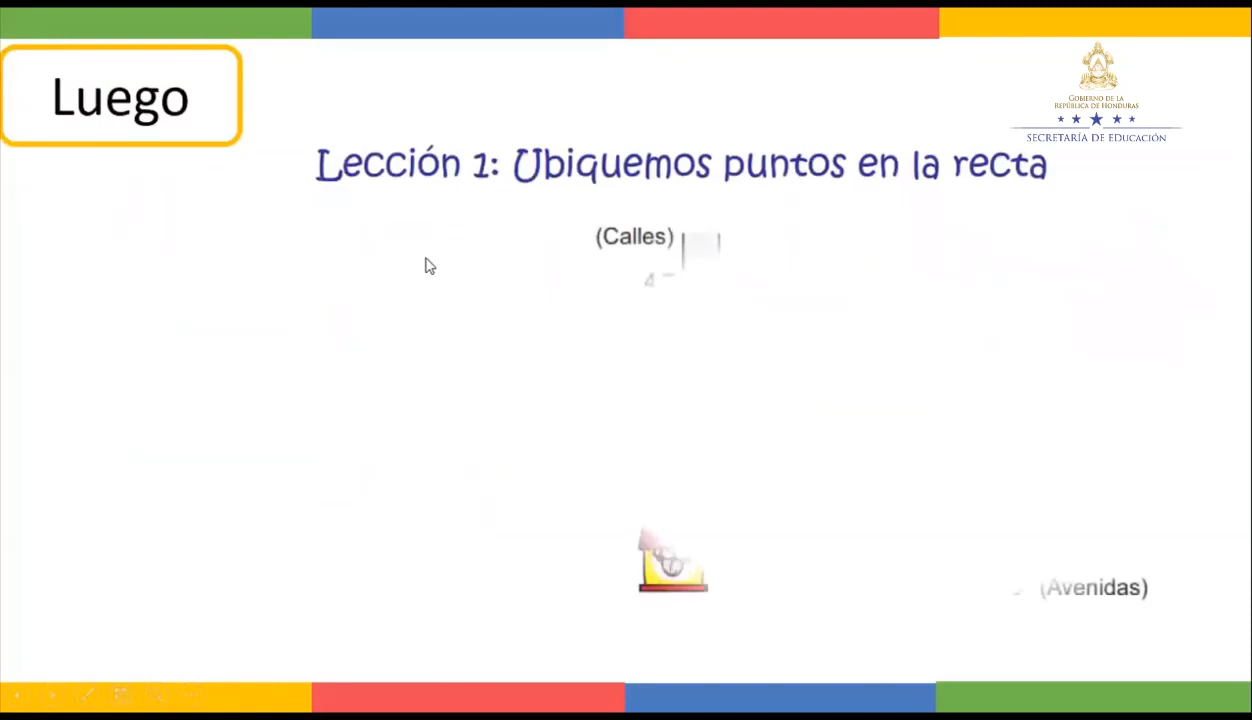 Luego
GOBIERNO DE LA
REPÚBLICA DE HONDURAS
SECRETARÍA DE EDUCACIÓN
Lección 1: Ubiquemos puntos en la recta
(Calles)
4
(Avenidas)